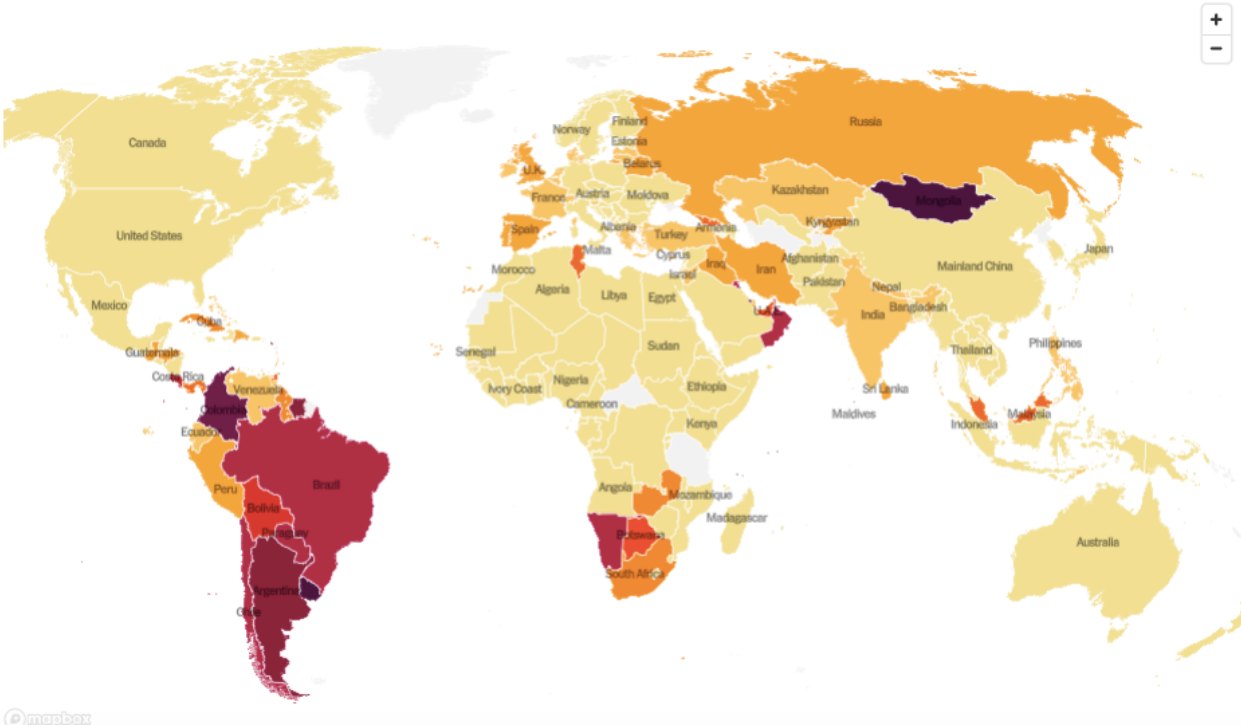 +
−
Canada
United States
Mexico
Cuba
Guatemala
Costa Rica
Venezuela
Colombia
Ecuador
Peru
Brazil
Bolivia
Paraguay
Argentina
Chile
Norway
Finland
Estonia
Belarus
U.K.
France
Austria
Moldova
Spain
Albania
Malta
Turkey
Armenia
Cyprus
Israel
Iraq
Iran
Morocco
Algeria
Libya
Egypt
U.A.E.
Senegal
Sudan
Ivory Coast
Nigeria
Ethiopia
Cameroon
Kenya
Angola
Mozambique
Madagascar
Botswana
South Africa
Russia
Kazakhstan
Mongolia
Kyrgyzstan
Afghanistan
Pakistan
Mainland China
Japan
Nepal
Bangladesh
India
Thailand
Philippines
Sri Lanka
Maldives
Malaysia
Indonesia
Australia
mapbox